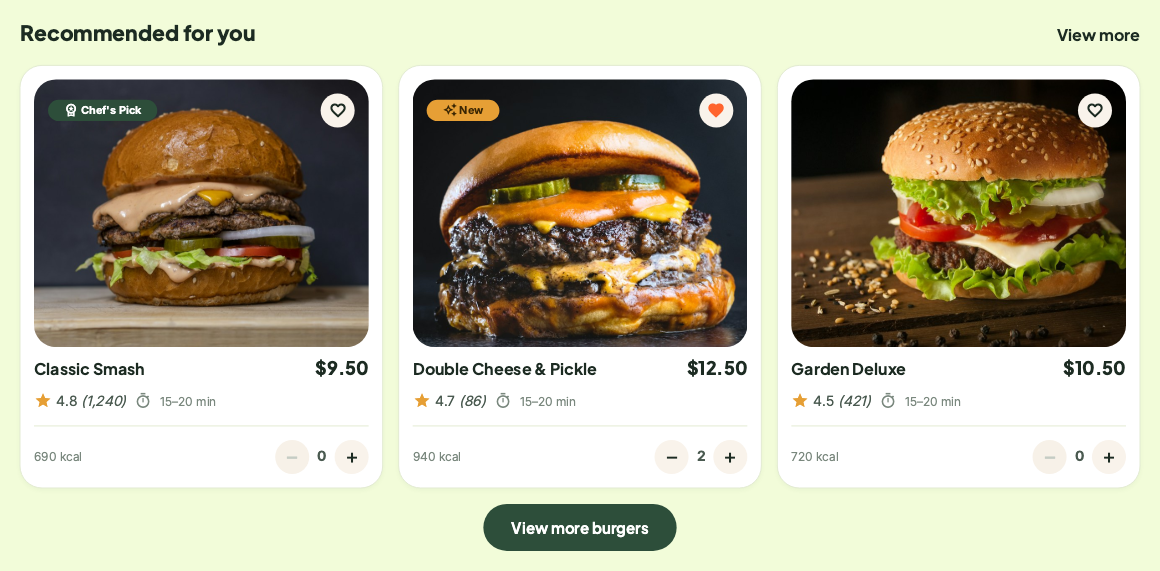 Recommended for you
View more
Chef's Pick
New
Classic Smash
$9.50
4.8 (1,240) 15–20 min
690 kcal
0
Double Cheese & Pickle
$12.50
4.7 (86) 15–20 min
940 kcal
2
Garden Deluxe
$10.50
4.5 (421) 15–20 min
720 kcal
0
View more burgers